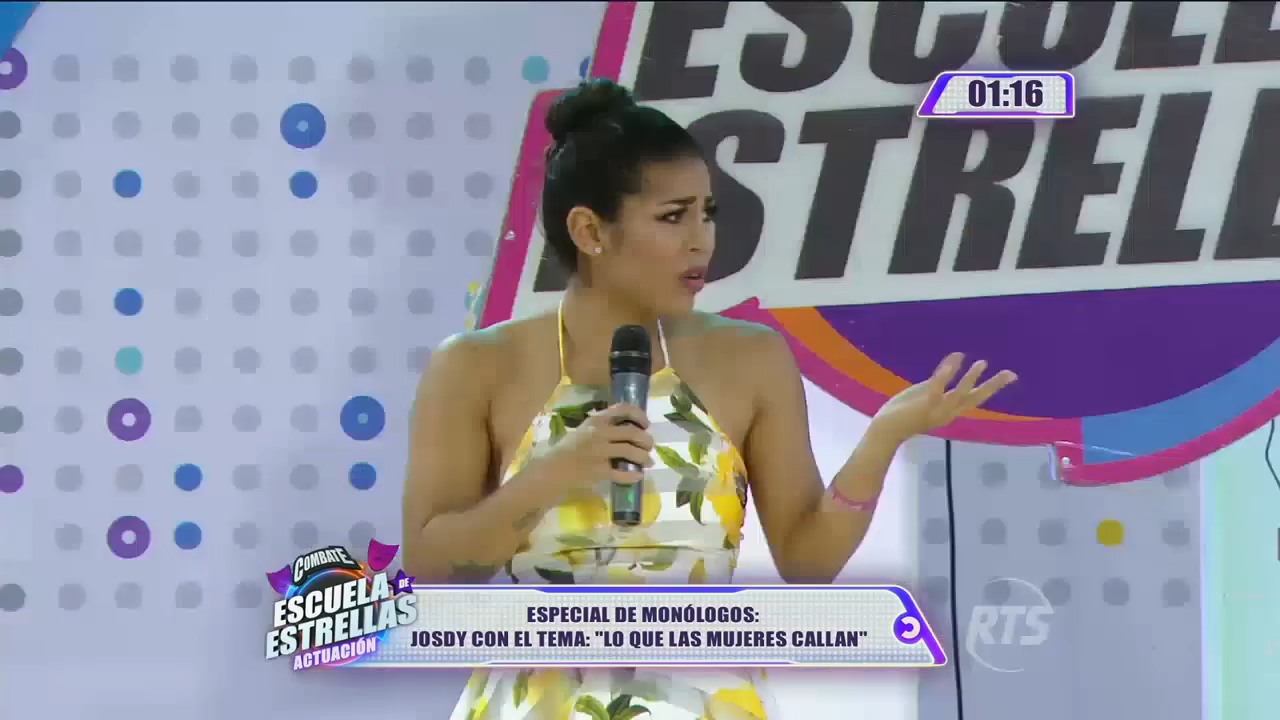 ESCUEL
ESTRELL
01:16
COMBATE
ESCUELA DE
ESTRELLAS
ACTUACIÓN
ESPECIAL DE MONÓLOGOS:
JOSDY CON EL TEMA: "LO QUE LAS MUJERES CALLAN"
RTS